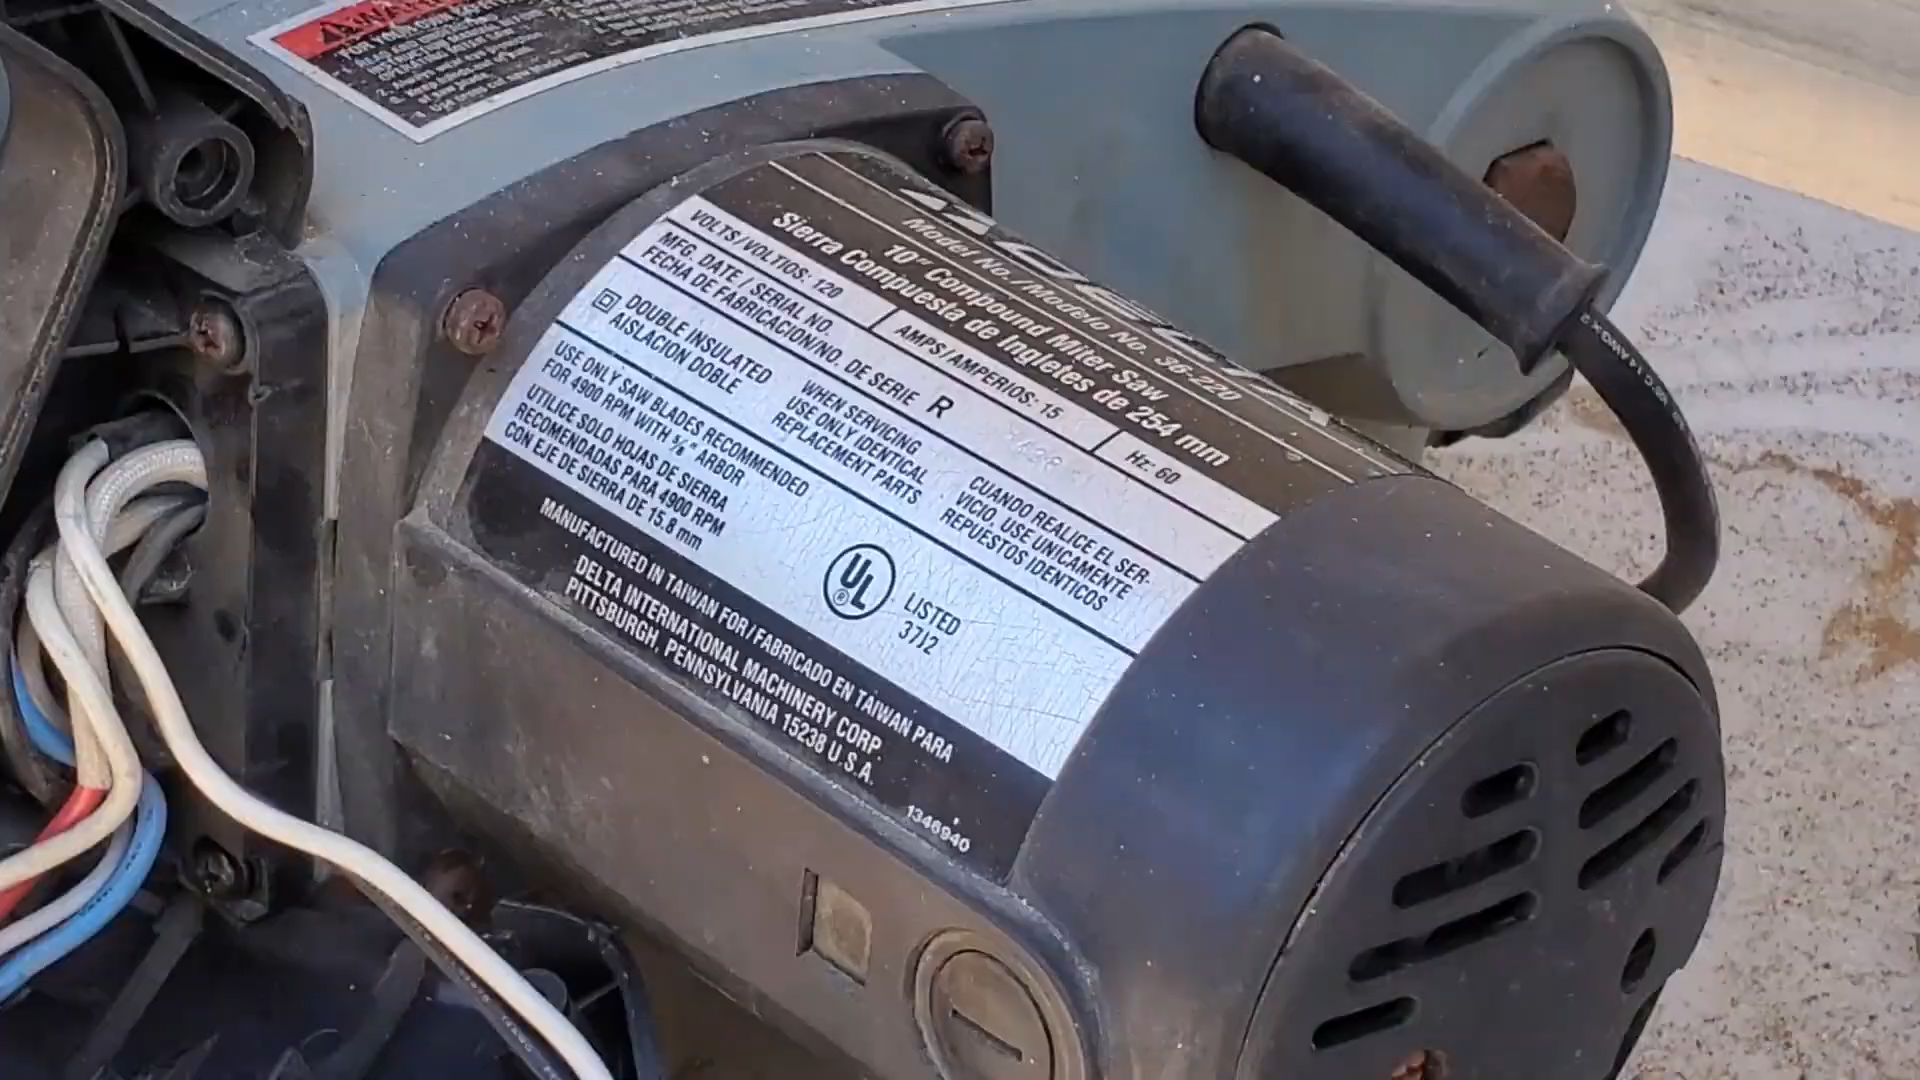 Model No./Modelo No. 36-220
10" Compound Miter Saw
Sierra Compuesta de Ingletes de 254 mm
VOLTS/VOLTIOS: 120
AMPS/AMPERIOS: 15
Hz: 60
MFG. DATE / SERIAL NO.
FECHA DE FABRICACION/NO. DE SERIE R
DOUBLE INSULATED
AISLACION DOBLE
WHEN SERVICING
USE ONLY IDENTICAL
REPLACEMENT PARTS
CUANDO REALICE EL SER-
VICIO, USE UNICAMENTE
REPUESTOS IDENTICOS
USE ONLY SAW BLADES RECOMMENDED
FOR 4900 RPM WITH 5/8" ARBOR
UTILICE SOLO HOJAS DE SIERRA
RECOMENDADAS PARA 4900 RPM
CON EJE DE SIERRA DE 15.8 mm
UL ®
LISTED
37J2
MANUFACTURED IN TAIWAN FOR/FABRICADO EN TAIWAN PARA
DELTA INTERNATIONAL MACHINERY CORP.
PITTSBURGH, PENNSYLVANIA 15238 U.S.A.
1346940